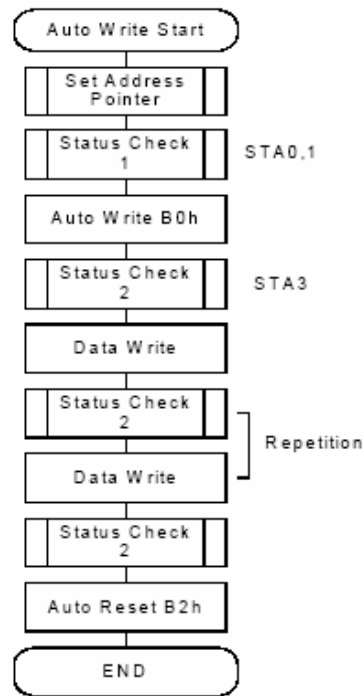 Auto Write Start
Set Address
Pointer
Status Check
1
STA0,1
Auto Write B0h
Status Check
2
STA3
Data Write
Status Check
2
Repetition
Data Write
Status Check
2
Auto Reset B2h
END